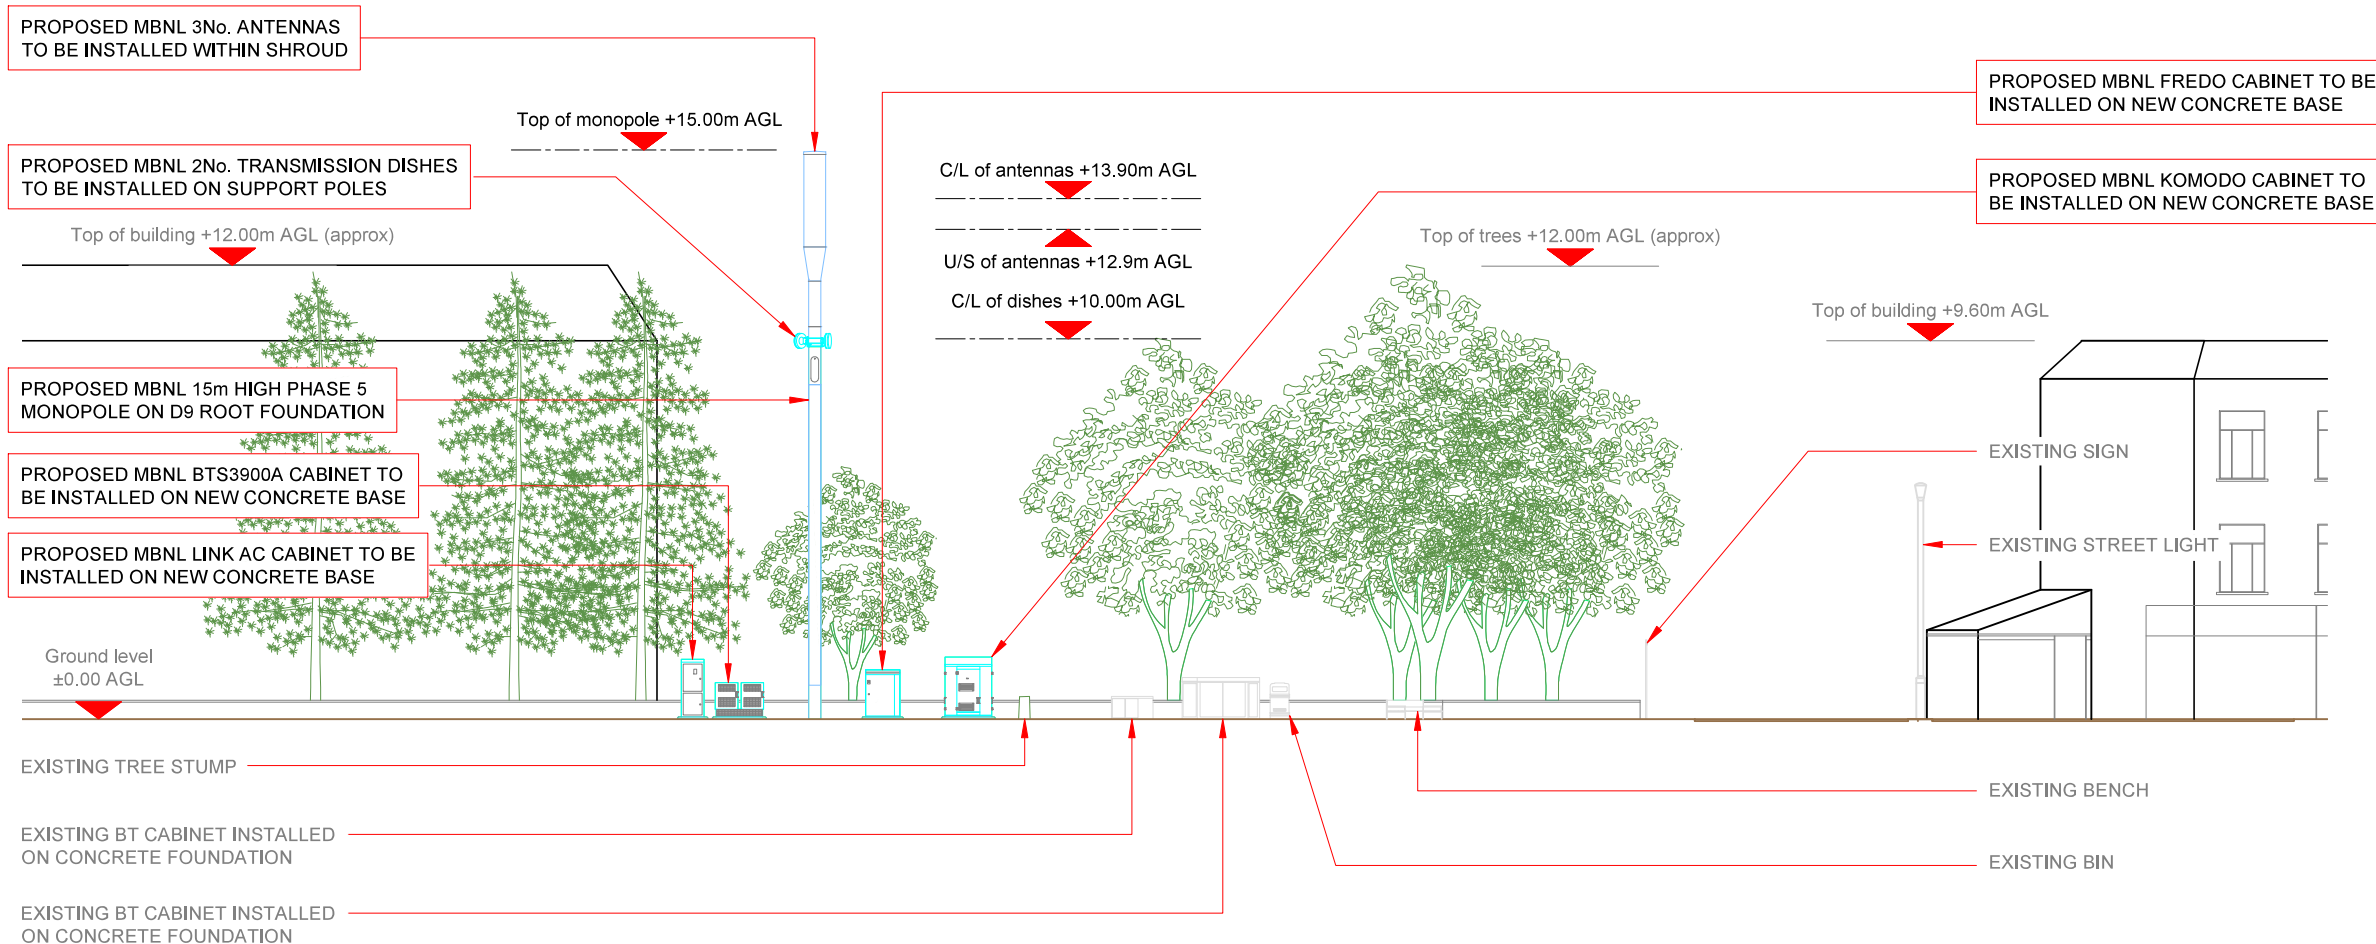 PROPOSED MBNL 3No. ANTENNAS
TO BE INSTALLED WITHIN SHROUD
PROPOSED MBNL FREDO CABINET TO BE
INSTALLED ON NEW CONCRETE BASE
Top of monopole +15.00m AGL
PROPOSED MBNL 2No. TRANSMISSION DISHES
TO BE INSTALLED ON SUPPORT POLES
C/L of antennas +13.90m AGL
PROPOSED MBNL KOMODO CABINET TO
BE INSTALLED ON NEW CONCRETE BASE
Top of building +12.00m AGL (approx)
Top of trees +12.00m AGL (approx)
U/S of antennas +12.9m AGL
C/L of dishes +10.00m AGL
Top of building +9.60m AGL
PROPOSED MBNL 15m HIGH PHASE 5
MONOPOLE ON D9 ROOT FOUNDATION
EXISTING SIGN
PROPOSED MBNL BTS3900A CABINET TO
BE INSTALLED ON NEW CONCRETE BASE
EXISTING STREET LIGHT
PROPOSED MBNL LINK AC CABINET TO BE
INSTALLED ON NEW CONCRETE BASE
Ground level
±0.00 AGL
EXISTING TREE STUMP
EXISTING BENCH
EXISTING BT CABINET INSTALLED
ON CONCRETE FOUNDATION
EXISTING BIN
EXISTING BT CABINET INSTALLED
ON CONCRETE FOUNDATION